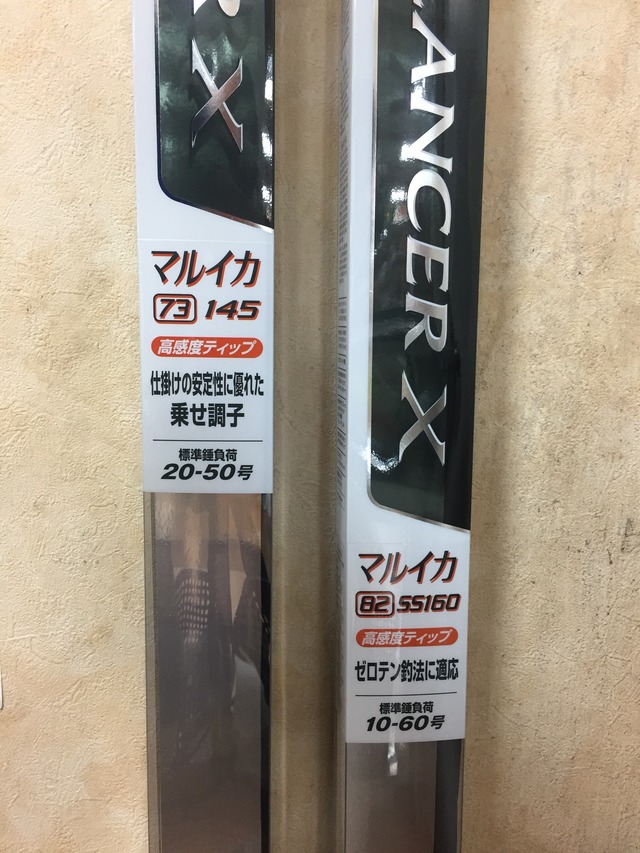 R X
マルイカ
73 145
高感度ティップ
仕掛けの安定性に優れた
乗せ調子
標準錘負荷
20-50号
ANCER X
マルイカ
82 SS160
高感度ティップ
ゼロテン釣法に適応
標準錘負荷
10-60号